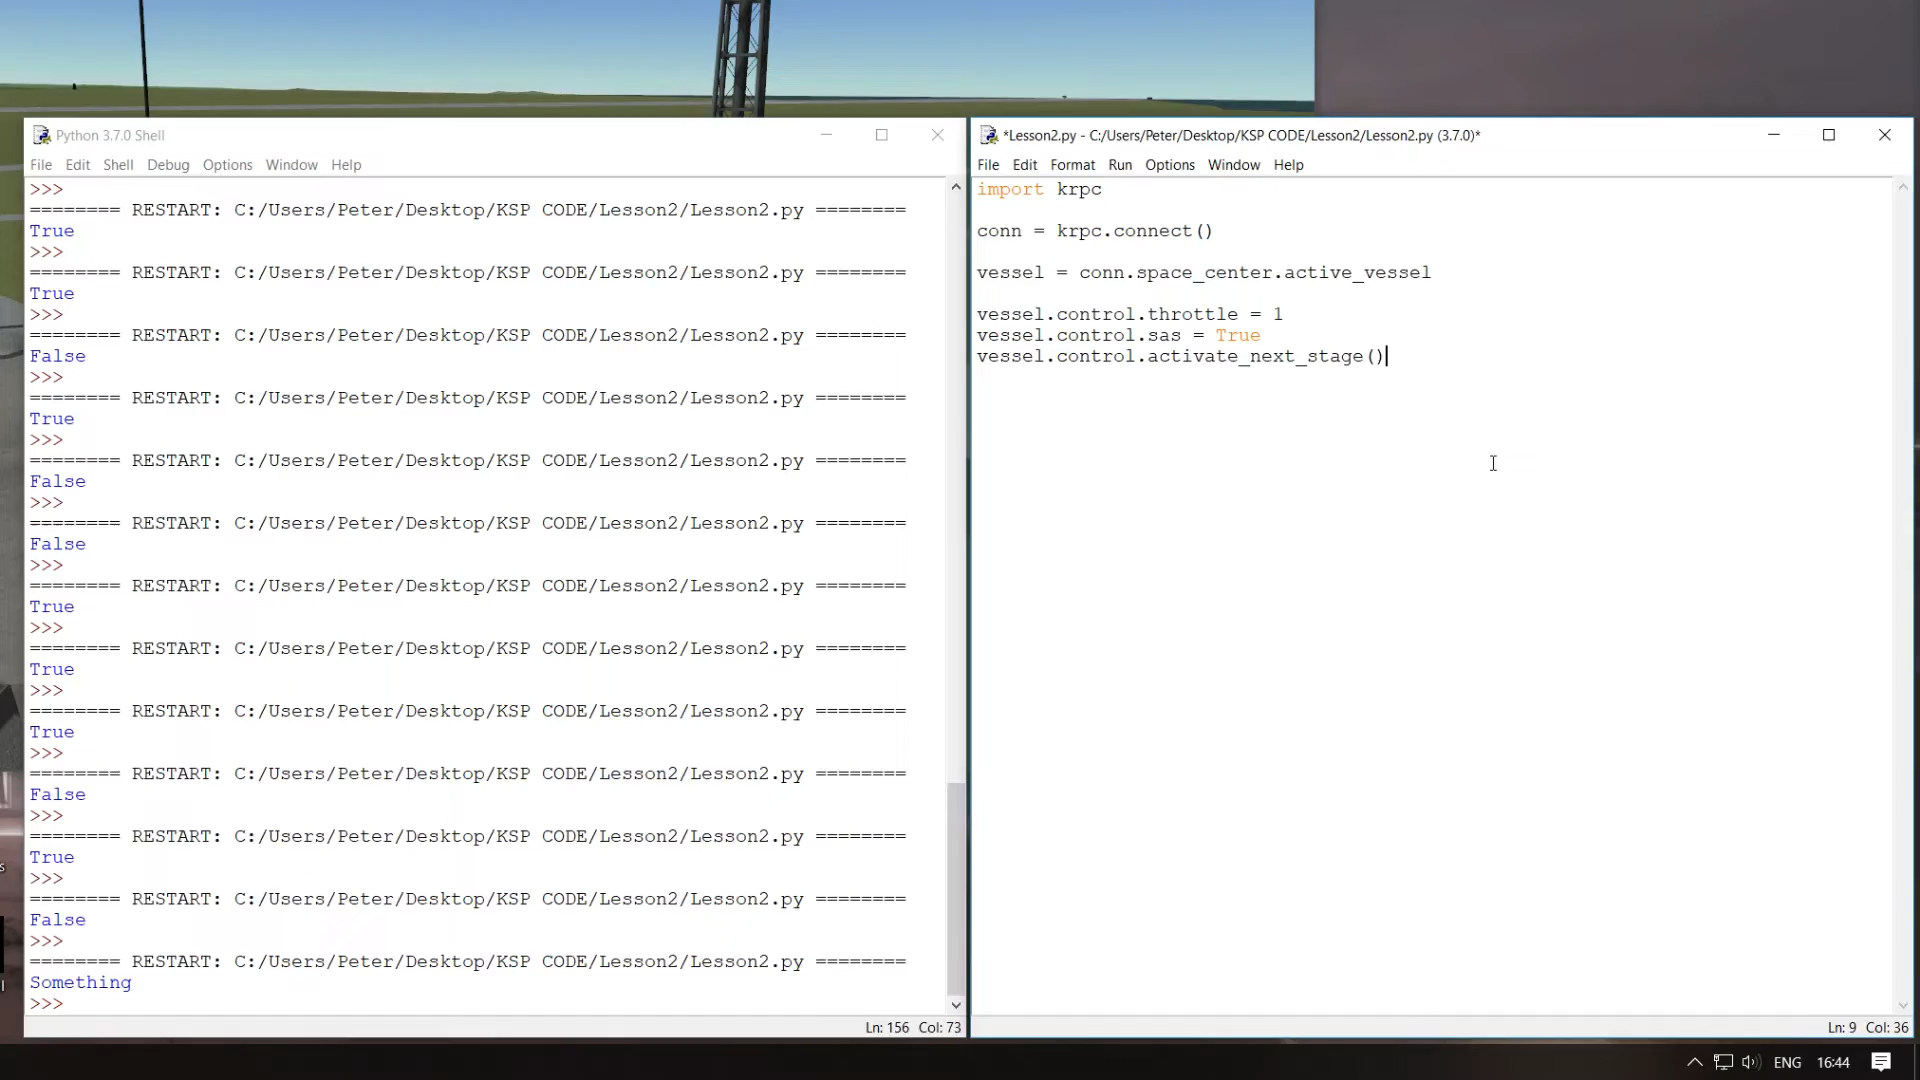 Python 3.7.0 Shell
File Edit Shell Debug Options Window Help
>>>
======== RESTART: C:/Users/Peter/Desktop/KSP CODE/Lesson2/Lesson2.py ========
True
>>>
======== RESTART: C:/Users/Peter/Desktop/KSP CODE/Lesson2/Lesson2.py ========
True
>>>
======== RESTART: C:/Users/Peter/Desktop/KSP CODE/Lesson2/Lesson2.py ========
False
>>>
======== RESTART: C:/Users/Peter/Desktop/KSP CODE/Lesson2/Lesson2.py ========
True
>>>
======== RESTART: C:/Users/Peter/Desktop/KSP CODE/Lesson2/Lesson2.py ========
False
>>>
======== RESTART: C:/Users/Peter/Desktop/KSP CODE/Lesson2/Lesson2.py ========
False
>>>
======== RESTART: C:/Users/Peter/Desktop/KSP CODE/Lesson2/Lesson2.py ========
True
>>>
======== RESTART: C:/Users/Peter/Desktop/KSP CODE/Lesson2/Lesson2.py ========
True
>>>
======== RESTART: C:/Users/Peter/Desktop/KSP CODE/Lesson2/Lesson2.py ========
True
>>>
======== RESTART: C:/Users/Peter/Desktop/KSP CODE/Lesson2/Lesson2.py ========
False
>>>
======== RESTART: C:/Users/Peter/Desktop/KSP CODE/Lesson2/Lesson2.py ========
True
>>>
======== RESTART: C:/Users/Peter/Desktop/KSP CODE/Lesson2/Lesson2.py ========
False
>>>
======== RESTART: C:/Users/Peter/Desktop/KSP CODE/Lesson2/Lesson2.py ========
Something
>>>
Ln: 156 Col: 73
*Lesson2.py - C:/Users/Peter/Desktop/KSP CODE/Lesson2/Lesson2.py (3.7.0)*
File Edit Format Run Options Window Help
import krpc
conn = krpc.connect()
vessel = conn.space_center.active_vessel
vessel.control.throttle = 1
vessel.control.sas = True
vessel.control.activate_next_stage()
Ln: 9 Col: 36
ENG 16:44